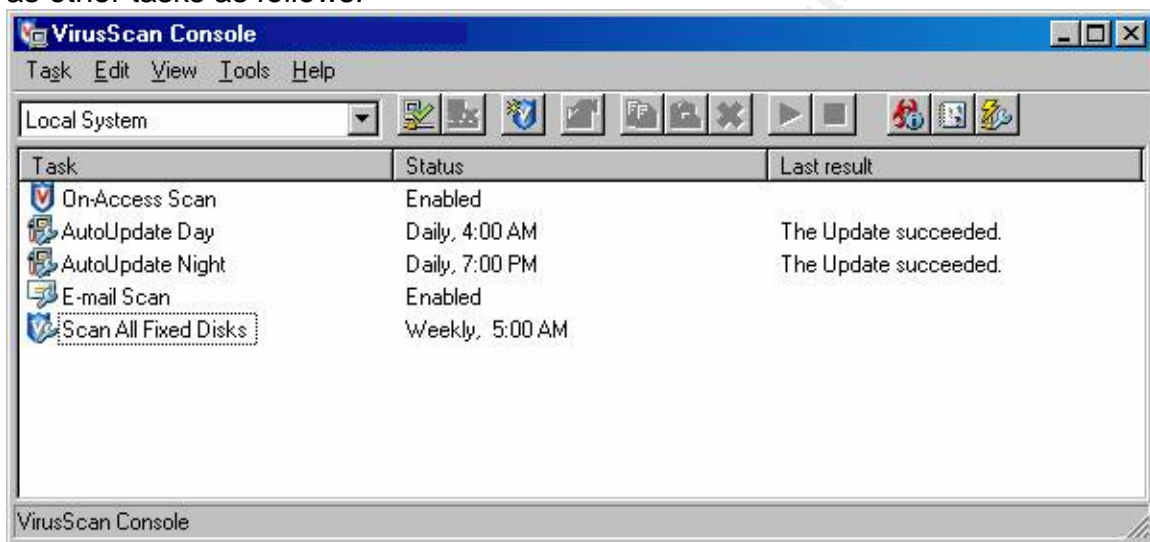 as other tasks as follows.
VirusScan Console
Task Edit View Tools Help
Local System
Task Status Last result
On-Access Scan Enabled
AutoUpdate Day Daily, 4:00 AM The Update succeeded.
AutoUpdate Night Daily, 7:00 PM The Update succeeded.
E-mail Scan Enabled
Scan All Fixed Disks Weekly, 5:00 AM
VirusScan Console